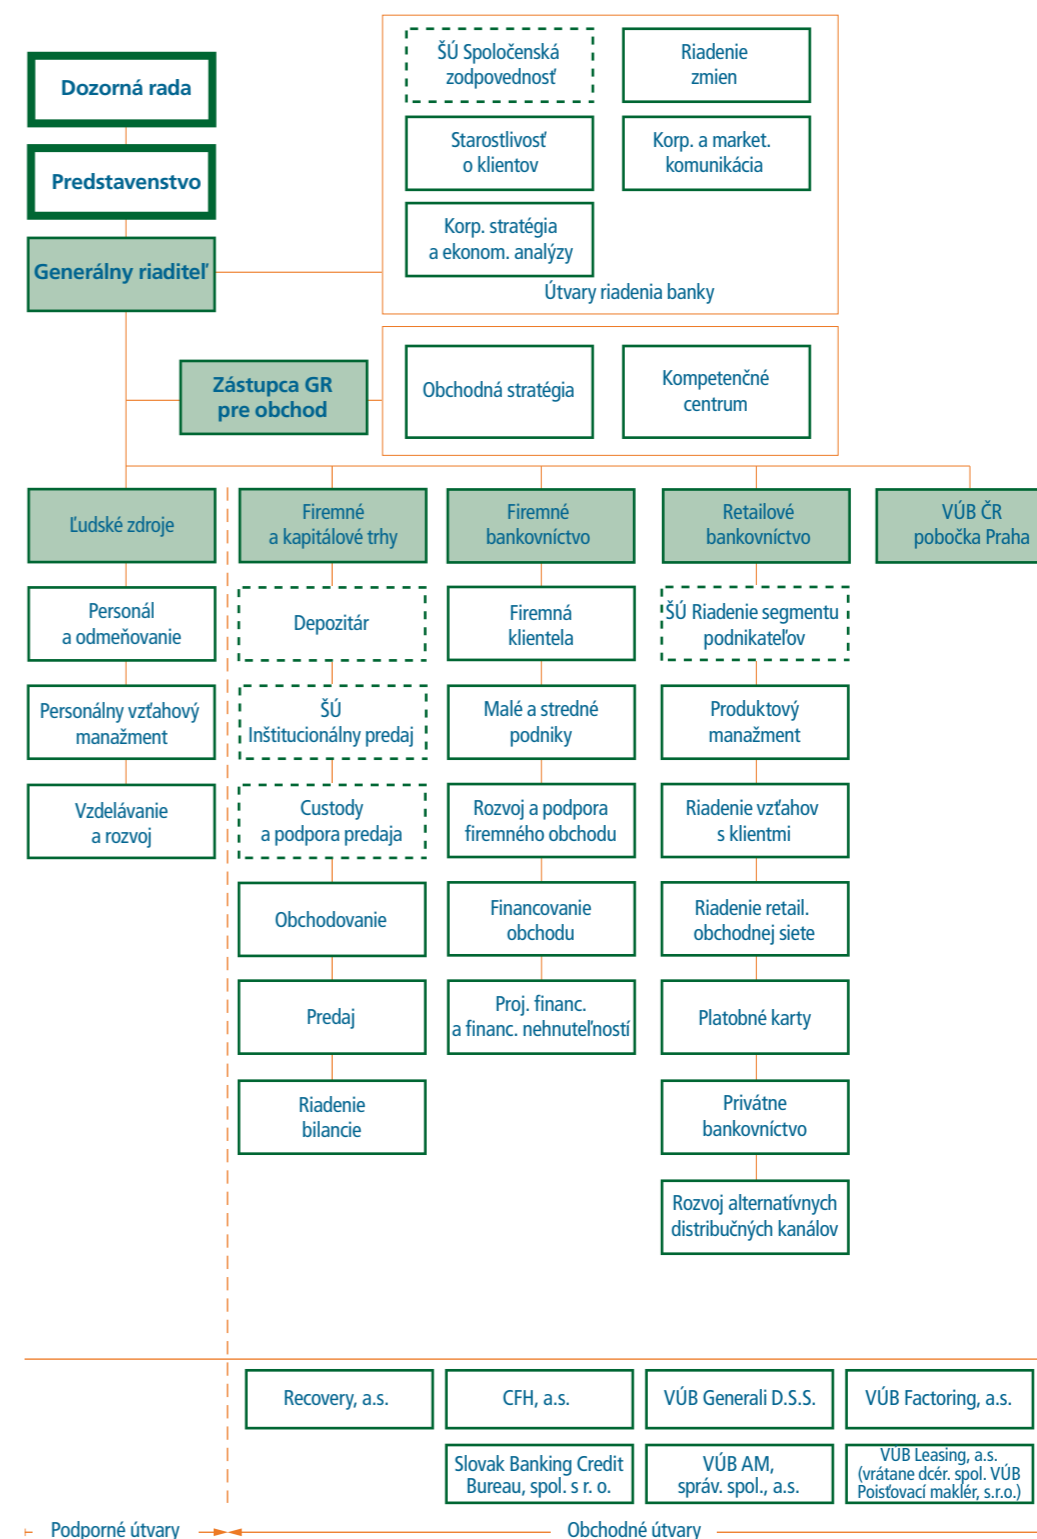 Dozorná rada
Predstavenstvo
Generálny riaditeľ
ŠÚ Spoločenská
zodpovednosť
Riadenie
zmien
Starostlivosť
o klientov
Korp. a market.
komunikácia
Korp. stratégia
a ekonom. analýzy
Útvary riadenia banky
Zástupca GR
pre obchod
Obchodná stratégia
Kompetenčné
centrum
Ľudské zdroje
Personál
a odmeňovanie
Personálny vzťahový
manažment
Vzdelávanie
a rozvoj
Firemné
a kapitálové trhy
Depozitár
ŠÚ
Inštitucionálny predaj
Custody
a podpora predaja
Obchodovanie
Predaj
Riadenie
bilancie
Firemné
bankovníctvo
Firemná
klientela
Malé a stredné
podniky
Rozvoj a podpora
firemného obchodu
Financovanie
obchodu
Proj. financ.
a financ. nehnuteľností
Retailové
bankovníctvo
ŠÚ Riadenie segmentu
podnikateľov
Produktový
manažment
Riadenie vzťahov
s klientmi
Riadenie retail.
obchodnej siete
Platobné karty
Privátne
bankovníctvo
Rozvoj alternatívnych
distribučných kanálov
VÚB ČR
pobočka Praha
Recovery, a.s.
CFH, a.s.
VÚB Generali D.S.S.
VÚB Factoring, a.s.
Slovak Banking Credit
Bureau, spol. s r. o.
VÚB AM,
správ. spol., a.s.
VÚB Leasing, a.s.
(vrátane dcér. spol. VÚB
Poisťovací maklér, s.r.o.)
Podporné útvary
Obchodné útvary